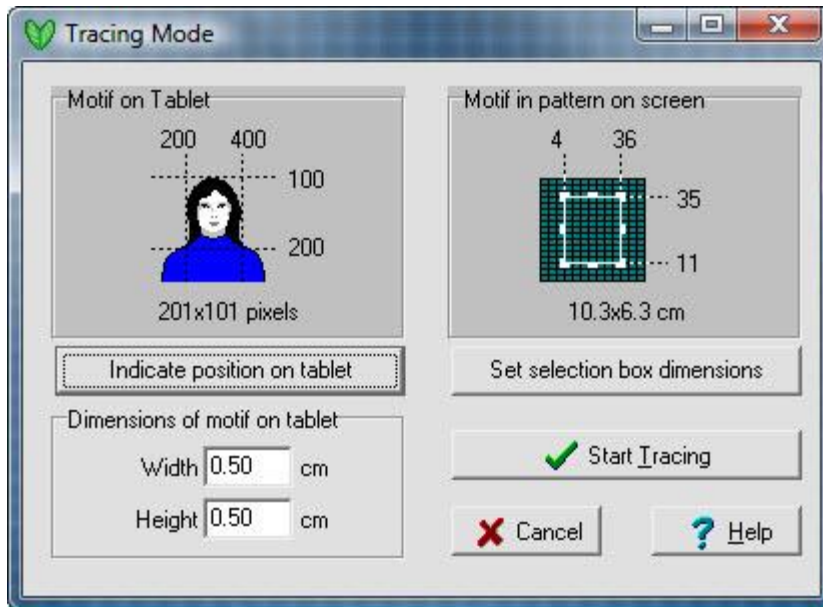 Tracing Mode
Motif on Tablet
200 400
100
200
201x101 pixels
Indicate position on tablet
Dimensions of motif on tablet
Width 0.50 cm
Height 0.50 cm
Motif in pattern on screen
4 36
35
11
10.3x6.3 cm
Set selection box dimensions
Start Tracing
Cancel
Help